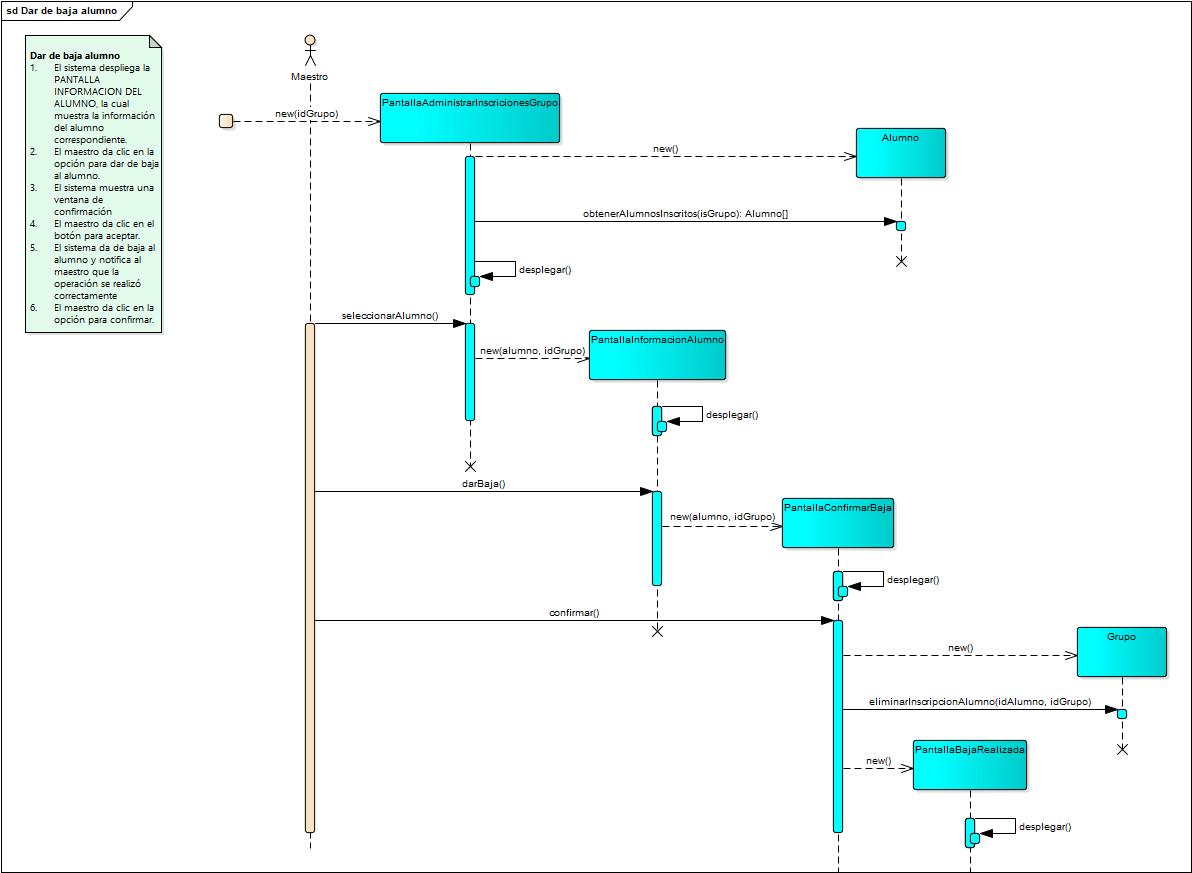 sd Dar de baja alumno
Dar de baja alumno
1. El sistema despliega la
PANTALLA
INFORMACION DEL
ALUMNO, la cual
muestra la información
del alumno
correspondiente.
2. El maestro da clic en la
opción para dar de baja
al alumno.
3. El sistema muestra una
ventana de
confirmación
4. El maestro da clic en el
botón para aceptar.
5. El sistema da de baja al
alumno y notifica al
maestro que la
operación se realizó
correctamente
6. El maestro da clic en la
opción para confirmar.
Maestro
new(idGrupo)
PantallaAdministrarInscricionesGrupo
new()
Alumno
obtenerAlumnosInscritos(isGrupo): Alumno[]
desplegar()
seleccionarAlumno()
new(alumno, idGrupo)
PantallaInformacionAlumno
desplegar()
darBaja()
new(alumno, idGrupo)
PantallaConfirmarBaja
desplegar()
confirmar()
new()
Grupo
eliminarInscripcionAlumno(idAlumno, idGrupo)
new()
PantallaBajaRealizada
desplegar()